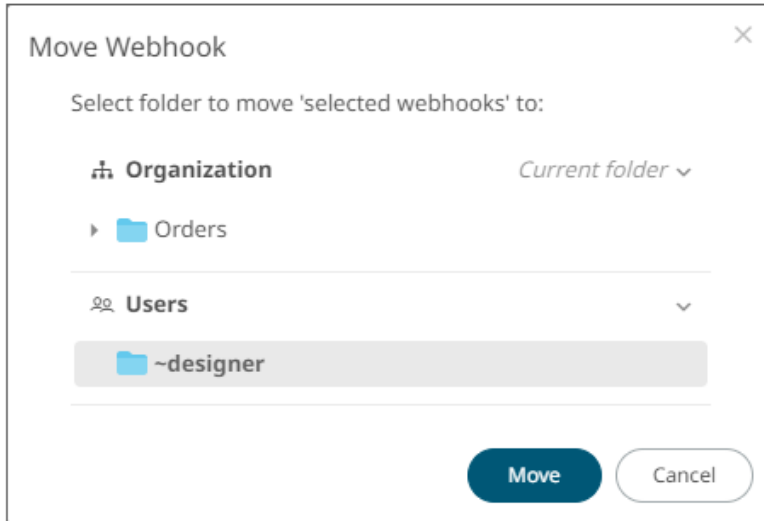 Move Webhook
Select folder to move 'selected webhooks' to:
Organization Current folder
Orders
Users
~designer
Move Cancel